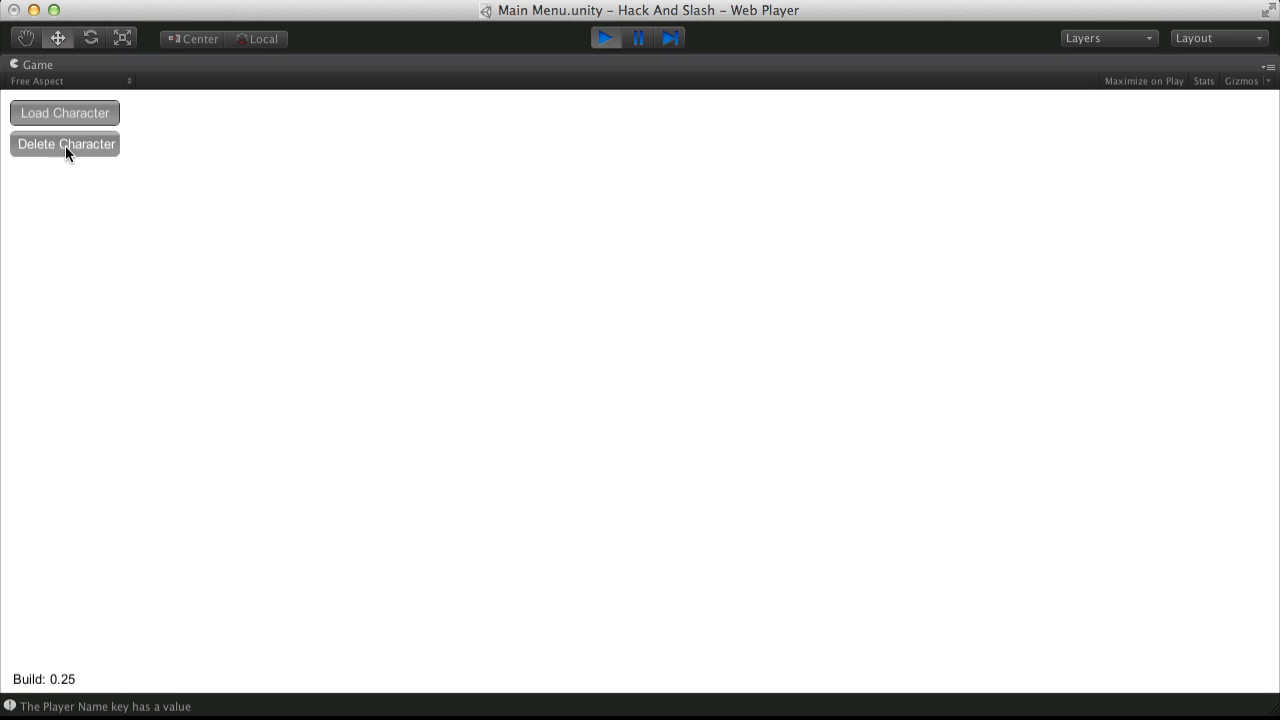 Main Menu.unity – Hack And Slash – Web Player
Center Local Layers Layout
Game
Free Aspect Maximize on Play Stats Gizmos
Load Character
Delete Character
Build: 0.25
The Player Name key has a value